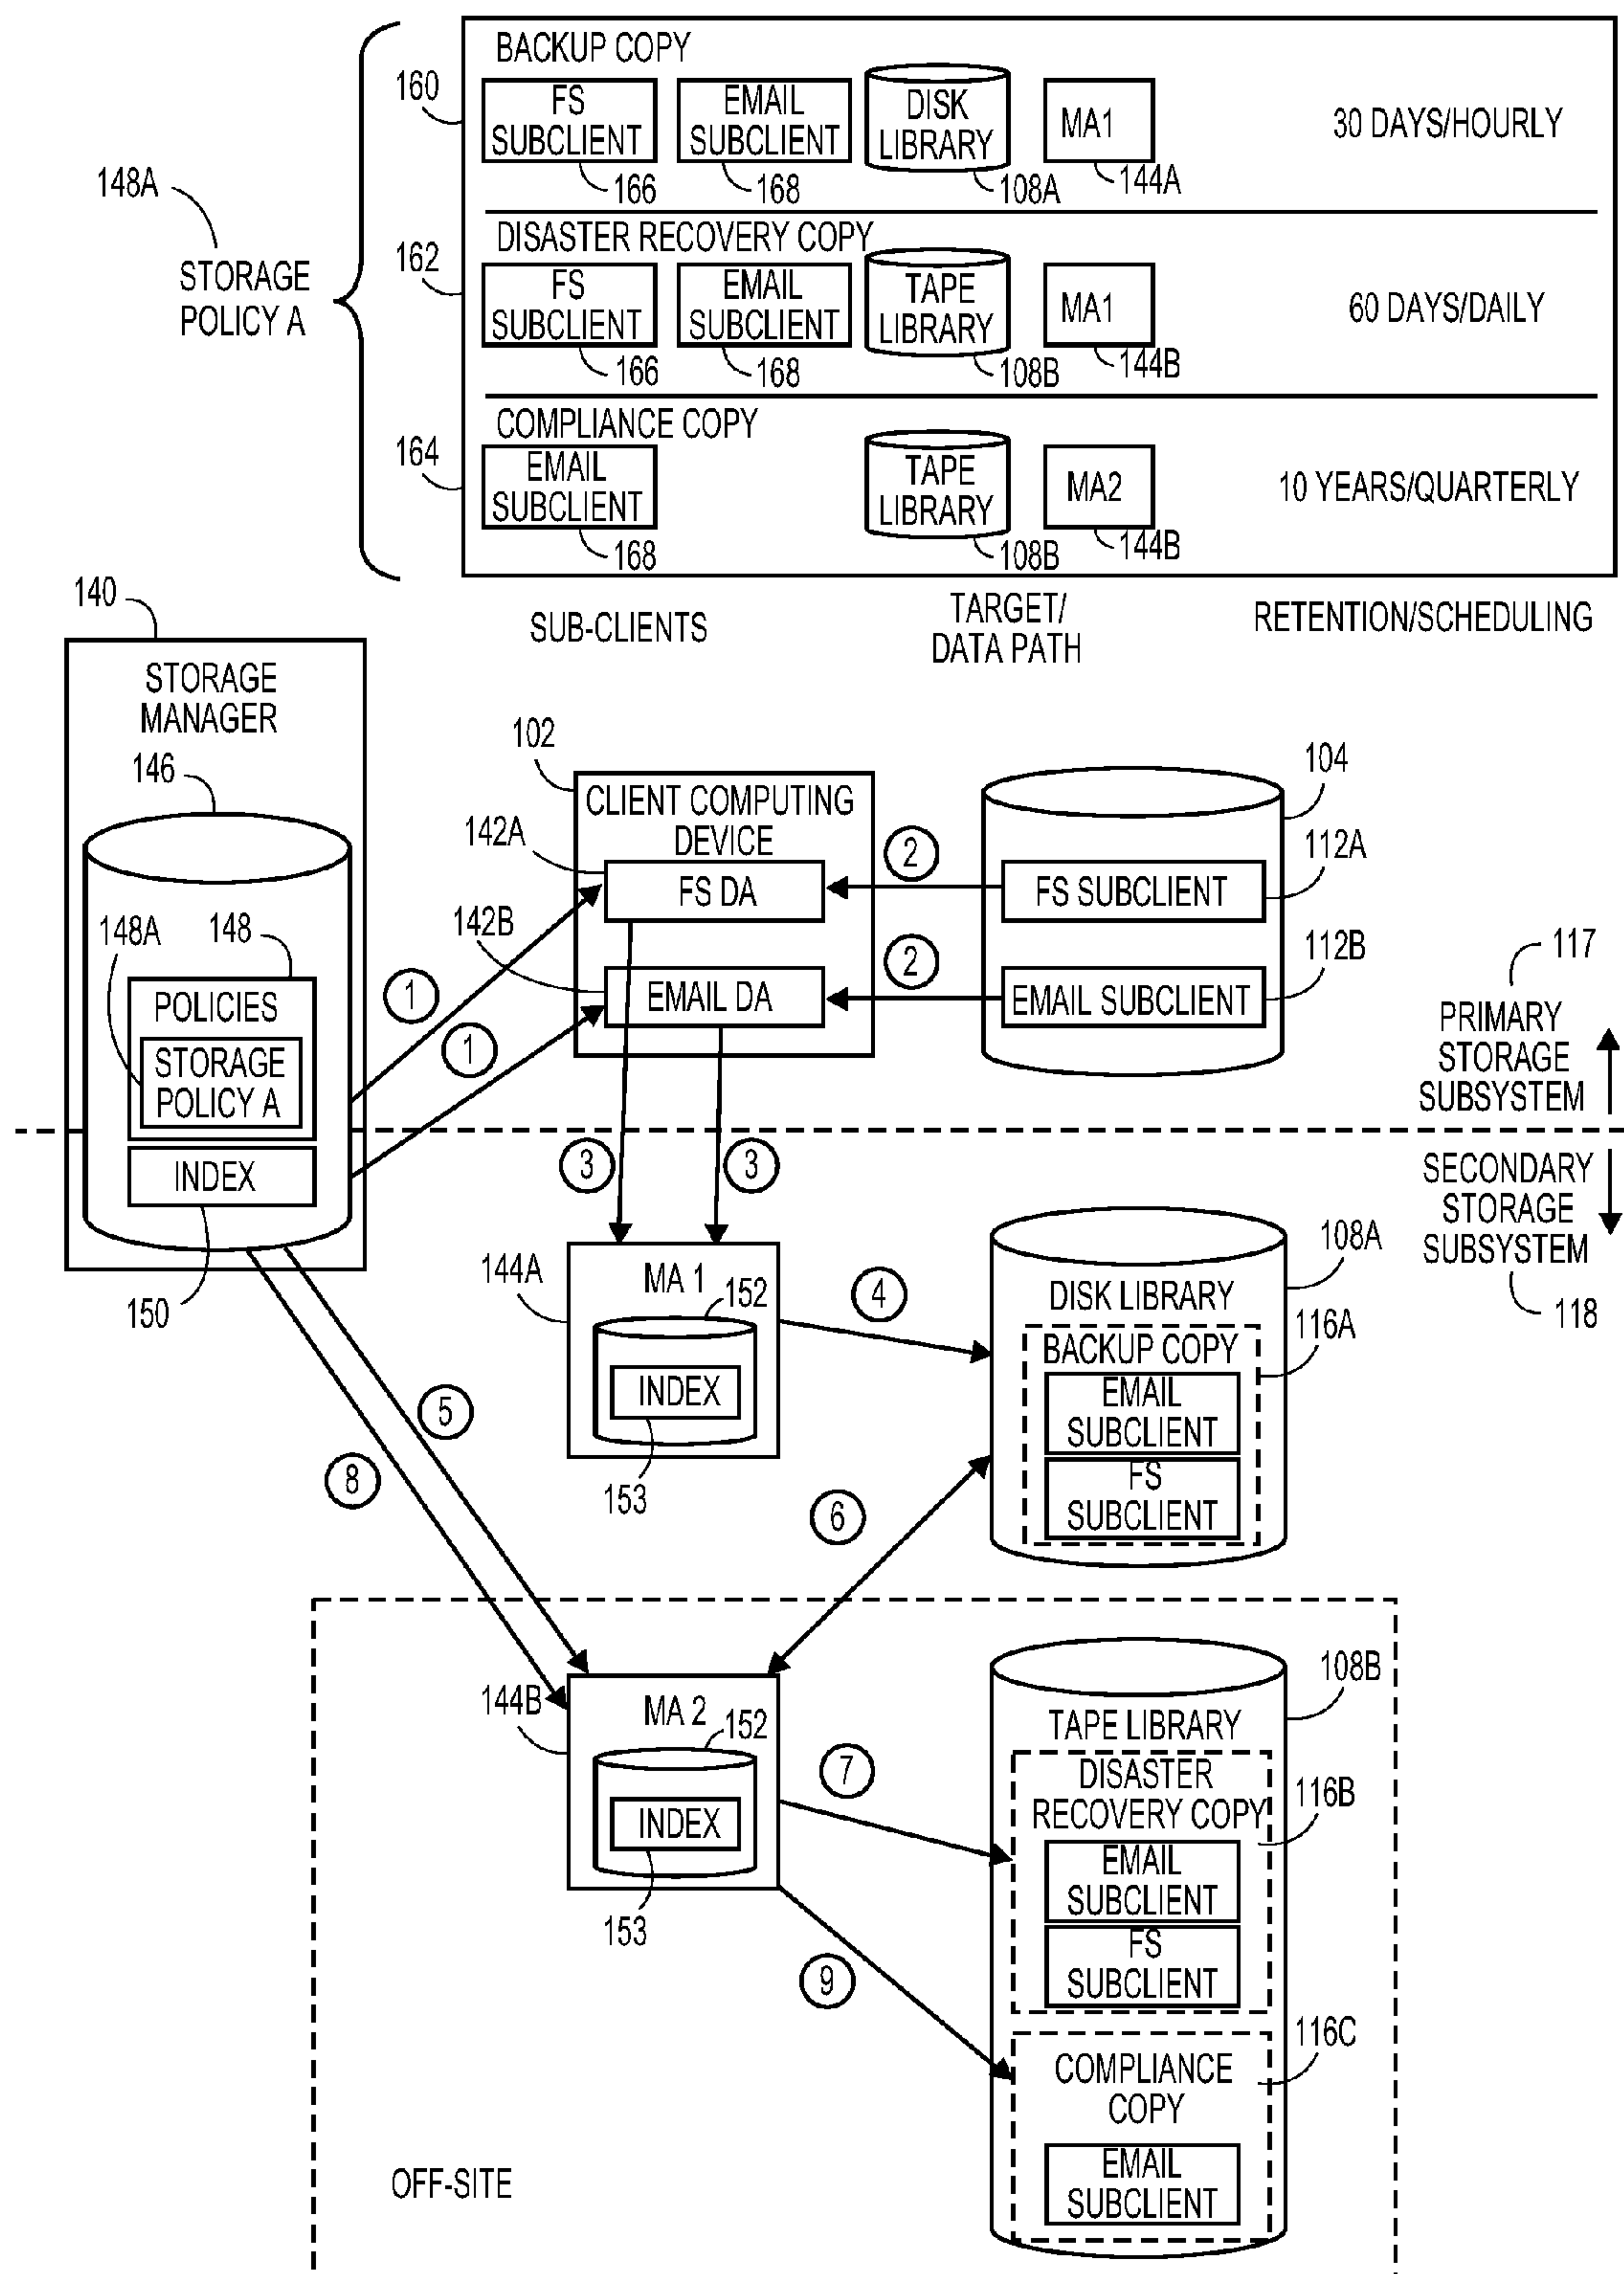 BACKUP COPY
160
FS
SUBCLIENT
166
EMAIL
SUBCLIENT
168
DISK
LIBRARY
108A
MA1
144A
30 DAYS/HOURLY
148A
STORAGE
POLICY A
DISASTER RECOVERY COPY
162
FS
SUBCLIENT
166
EMAIL
SUBCLIENT
168
TAPE
LIBRARY
108B
MA1
144B
60 DAYS/DAILY
COMPLIANCE COPY
164
EMAIL
SUBCLIENT
168
TAPE
LIBRARY
108B
MA2
144B
10 YEARS/QUARTERLY
SUB-CLIENTS
TARGET/
DATA PATH
RETENTION/SCHEDULING
140
STORAGE
MANAGER
146
148A
148
POLICIES
STORAGE
POLICY A
INDEX
150
102
CLIENT COMPUTING
DEVICE
142A
FS DA
142B
EMAIL DA
1
1
2
2
104
112A
FS SUBCLIENT
112B
EMAIL SUBCLIENT
117
PRIMARY
STORAGE
SUBSYSTEM
SECONDARY
STORAGE
SUBSYSTEM
118
3
3
144A
MA 1
152
INDEX
153
4
108A
DISK LIBRARY
116A
BACKUP COPY
EMAIL
SUBCLIENT
FS
SUBCLIENT
5
8
6
144B
MA 2
152
INDEX
153
7
9
108B
TAPE LIBRARY
DISASTER
RECOVERY COPY
116B
EMAIL
SUBCLIENT
FS
SUBCLIENT
116C
COMPLIANCE
COPY
EMAIL
SUBCLIENT
OFF-SITE